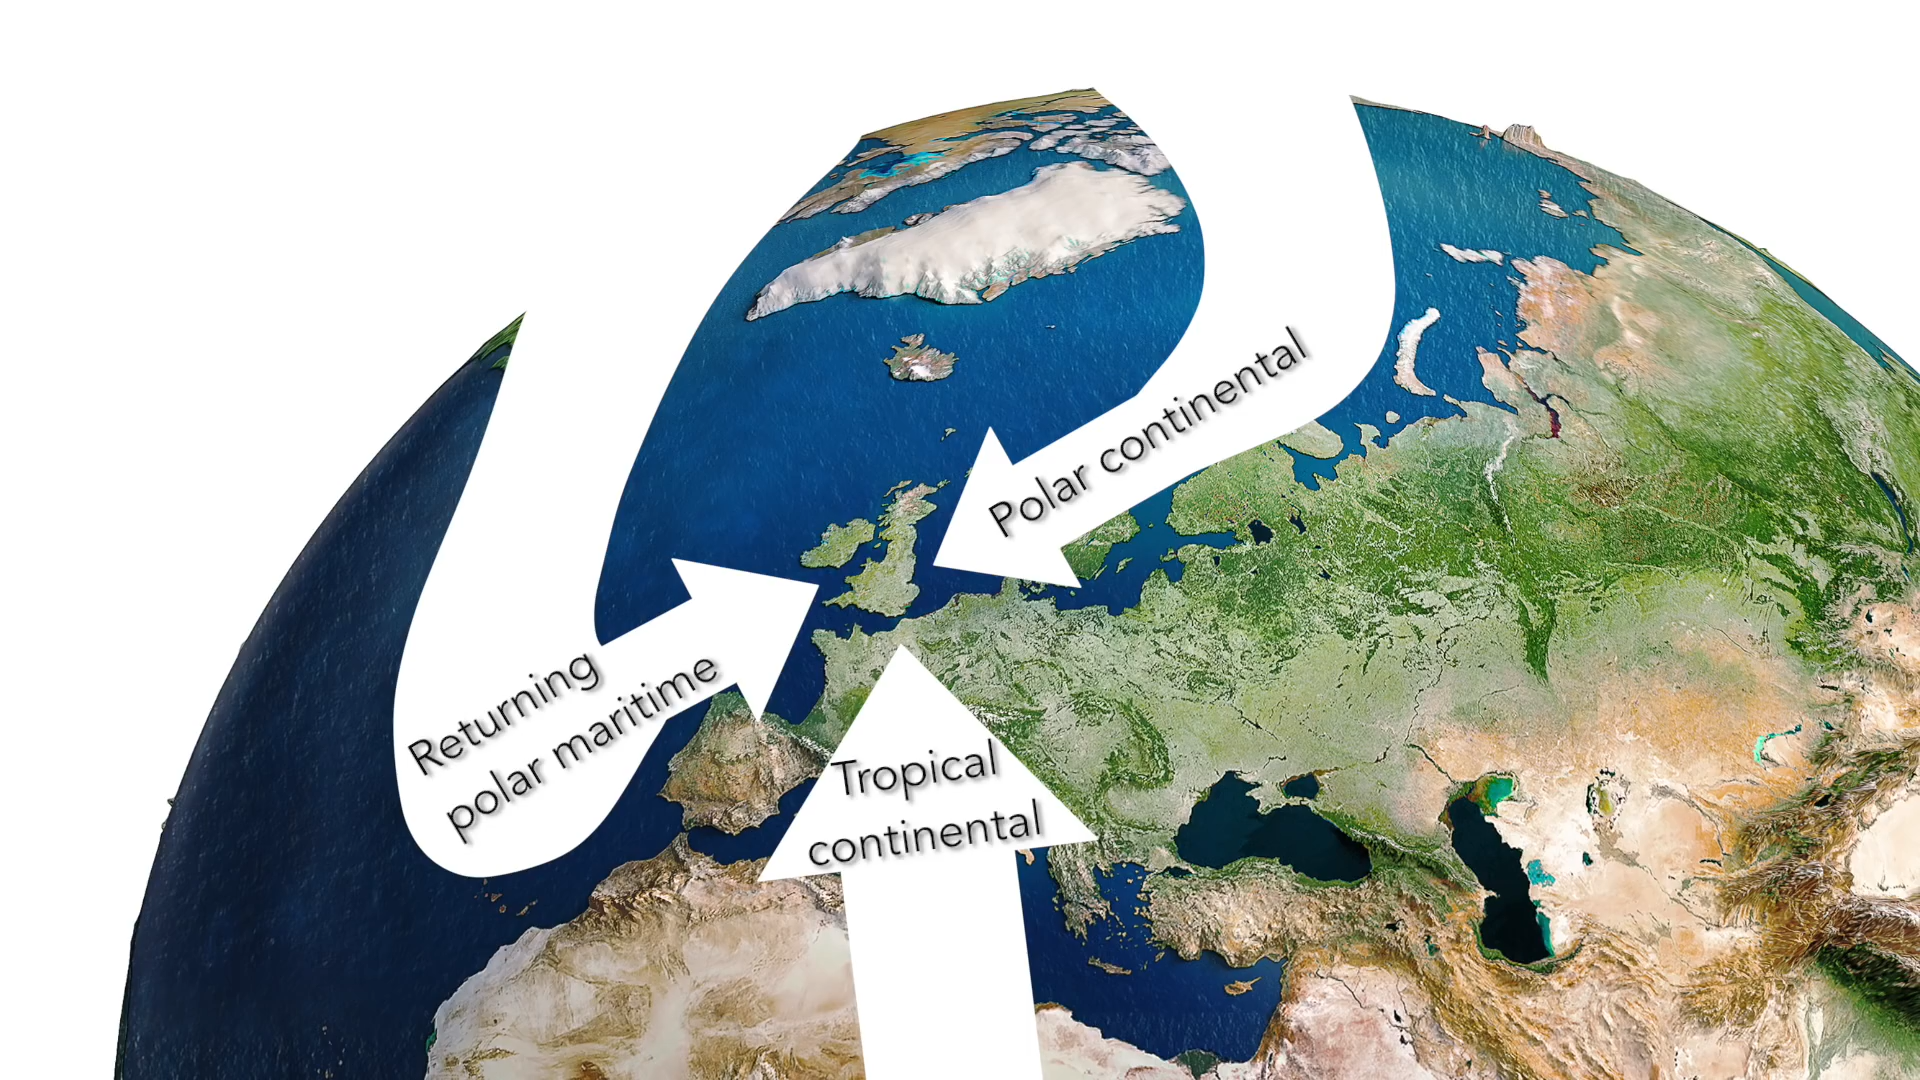 Polar continental
Returning
polar maritime
Tropical
continental